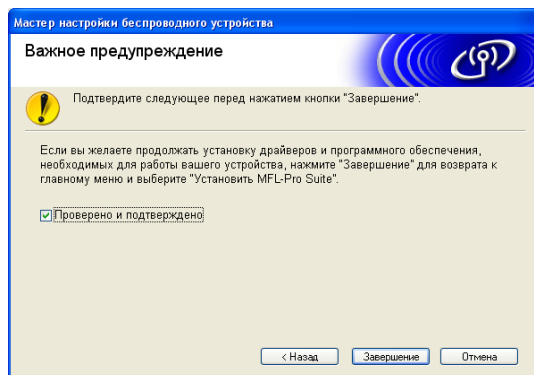 Мастер настройки беспроводного устройства
Важное предупреждение
Подтвердите следующее перед нажатием кнопки "Завершение".
Если вы желаете продолжать установку драйверов и программного обеспечения,
необходимых для работы вашего устройства, нажмите "Завершение" для возврата к
главному меню и выберите "Установить MFL-Pro Suite".
Проверено и подтверждено
< Назад
Завершение
Отмена